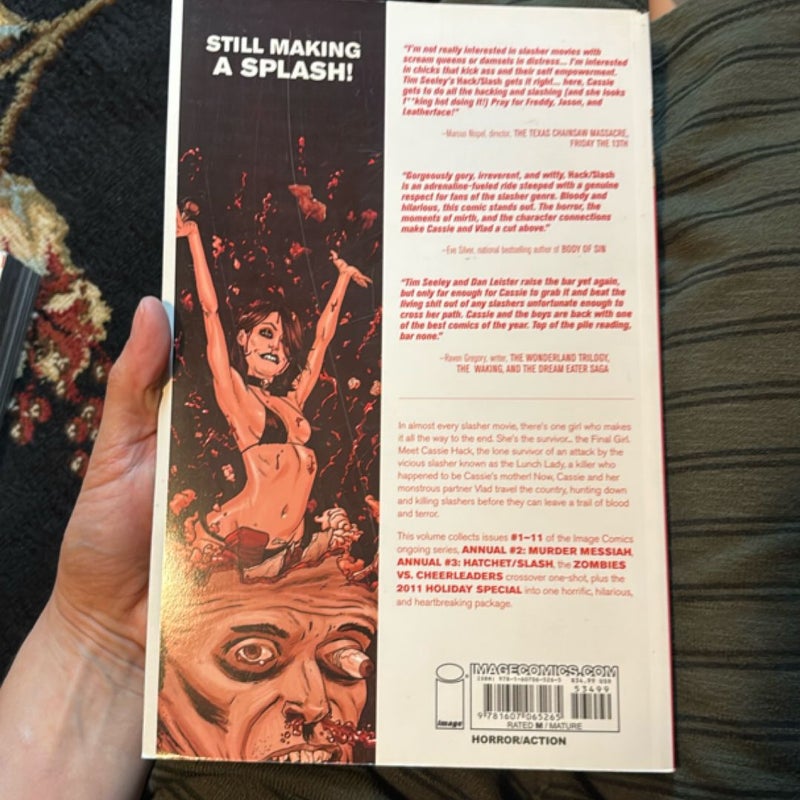 STILL MAKING
A SPLASH!
"I'm not really interested in slasher movies with
scream queens or damsels in distress... I'm interested
in chicks that kick ass and their self empowerment.
Tim Seeley's Hack/Slash gets it right... here, Cassie
gets to do all the hacking and slashing (and she looks
f**king hot doing it!) Pray for Freddy, Jason, and
Leatherface!"
–Marcus Nispel, director, THE TEXAS CHAINSAW MASSACRE,
FRIDAY THE 13TH
"Gorgeously gory, irreverent, and witty, Hack/Slash
is an adrenaline-fueled ride steeped with a genuine
respect for fans of the slasher genre. Bloody and
hilarious, this comic stands out. The horror, the
moments of mirth, and the character connections
make Cassie and Vlad a cut above."
–Eve Silver, national bestselling author of BODY OF SIN
"Tim Seeley and Dan Leister raise the bar yet again,
but only far enough for Cassie to grab it and beat the
living shit out of any slashers unfortunate enough to
cross her path. Cassie and the boys are back with one
of the best comics of the year. Top of the pile reading,
bar none."
–Raven Gregory, writer, THE WONDERLAND TRILOGY,
THE WAKING, AND THE DREAM EATER SAGA
In almost every slasher movie, there's one girl who makes
it all the way to the end. She's the survivor... the Final Girl.
Meet Cassie Hack, the lone survivor of an attack by the
vicious slasher known as the Lunch Lady, a killer who
happened to be Cassie's mother! Now, Cassie and her
monstrous partner Vlad travel the country, hunting down
and killing slashers before they can leave a trail of blood
and terror.
This volume collects issues #1–11 of the Image Comics
ongoing series, ANNUAL #2: MURDER MESSIAH,
ANNUAL #3: HATCHET/SLASH, the ZOMBIES
VS. CHEERLEADERS crossover one-shot, plus the
2011 HOLIDAY SPECIAL into one horrific, hilarious,
and heartbreaking package.
IMAGECOMICS.COM
ISBN: 978-1-60706-526-5 $34.99 USD
53499
9781607065265
RATED M / MATURE
image
HORROR/ACTION